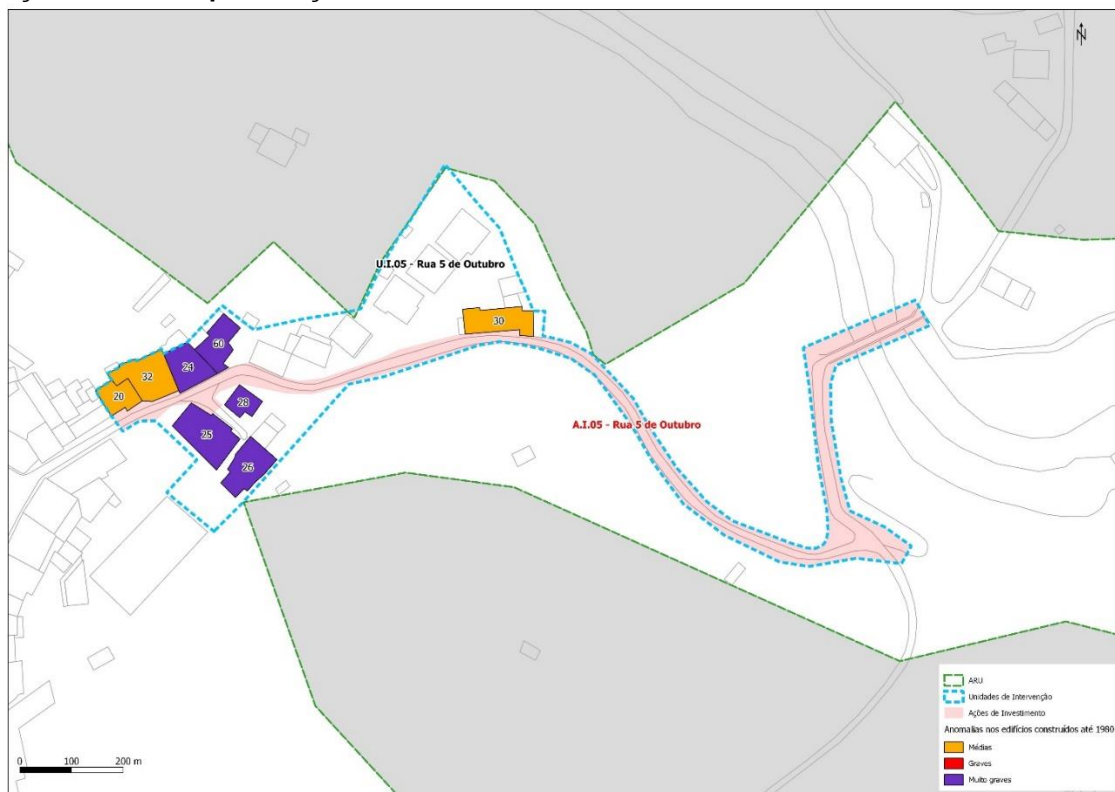 N
U.I.05 - Rua 5 de Outubro
30
60
24
32
20
28
25
26
A.I.05 - Rua 5 de Outubro
ARU
Unidades de Intervenção
Ações de Investimento
Anomalias nos edifícios construídos até 1980
Médias
Graves
Muito graves
0 100 200 m